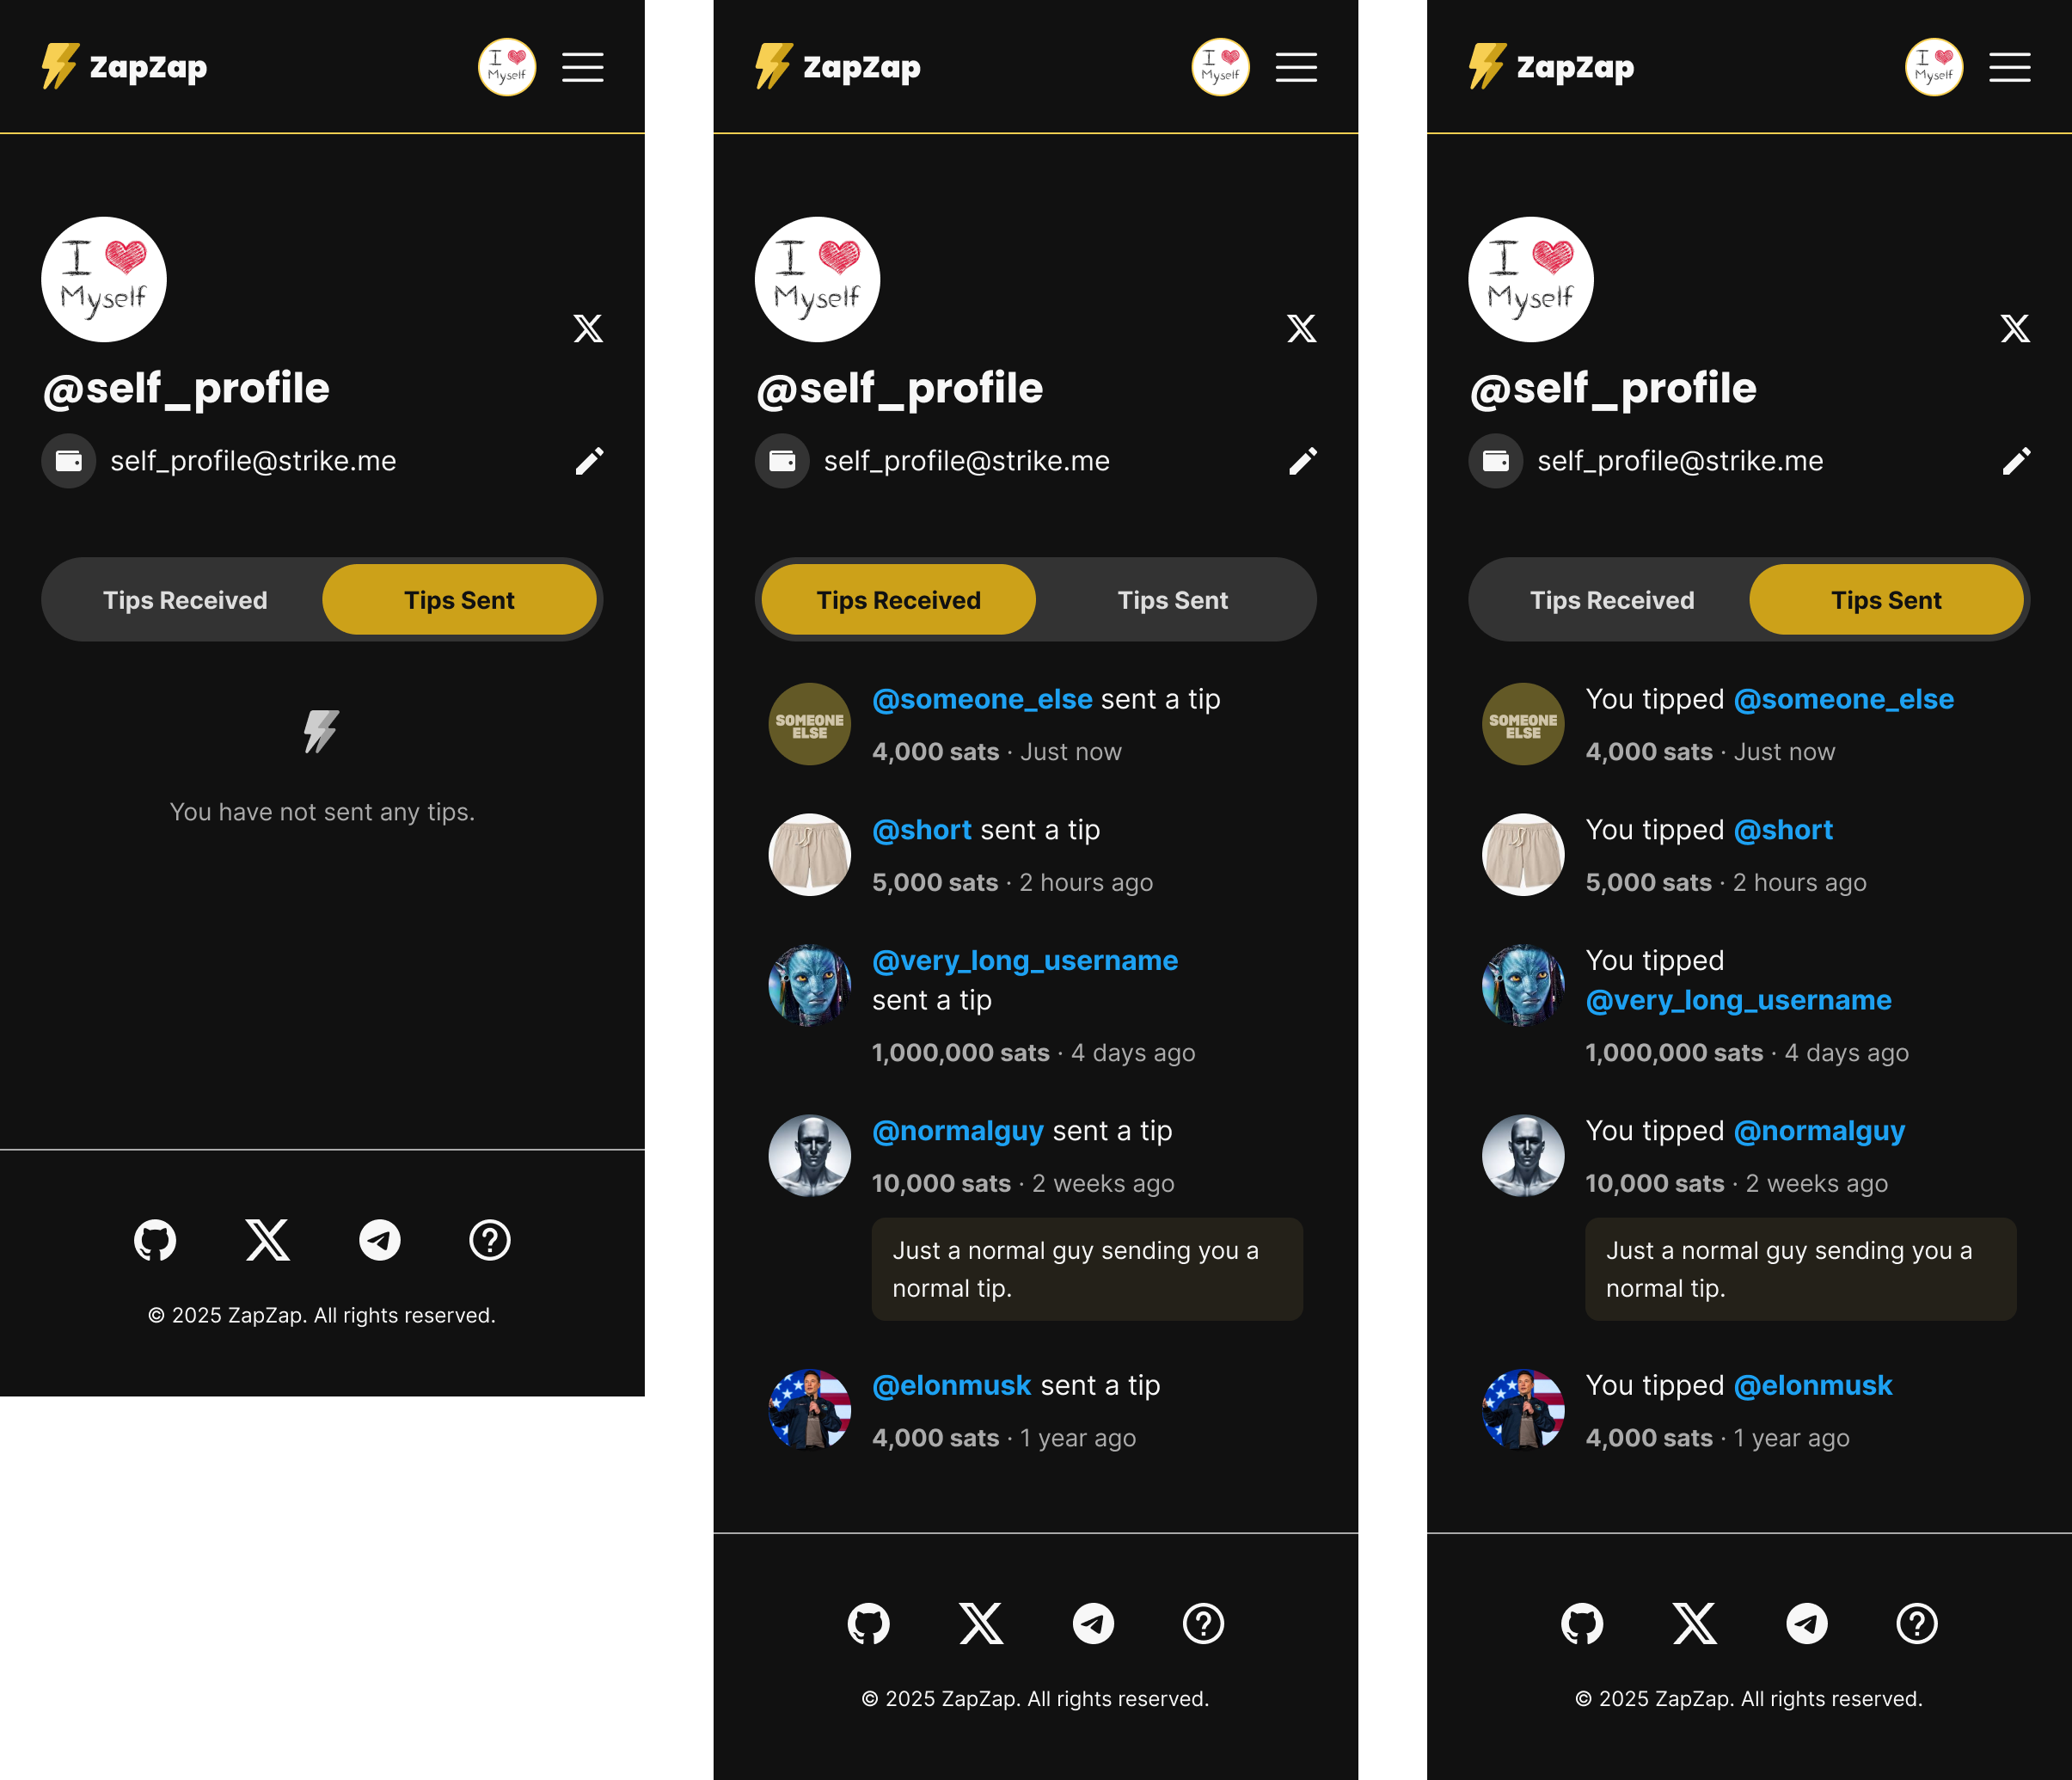 ZapZap
I
Myself
I
Myself
@self_profile
self_profile@strike.me
Tips Received
Tips Sent
You have not sent any tips.
© 2025 ZapZap. All rights reserved.
ZapZap
I
Myself
I
Myself
@self_profile
self_profile@strike.me
Tips Received
Tips Sent
SOMEONE
ELSE
@someone_else sent a tip
4,000 sats · Just now
@short sent a tip
5,000 sats · 2 hours ago
@very_long_username
sent a tip
1,000,000 sats · 4 days ago
@normalguy sent a tip
10,000 sats · 2 weeks ago
Just a normal guy sending you a
normal tip.
@elonmusk sent a tip
4,000 sats · 1 year ago
© 2025 ZapZap. All rights reserved.
ZapZap
I
Myself
I
Myself
@self_profile
self_profile@strike.me
Tips Received
Tips Sent
SOMEONE
ELSE
You tipped @someone_else
4,000 sats · Just now
You tipped @short
5,000 sats · 2 hours ago
You tipped
@very_long_username
1,000,000 sats · 4 days ago
You tipped @normalguy
10,000 sats · 2 weeks ago
Just a normal guy sending you a
normal tip.
You tipped @elonmusk
4,000 sats · 1 year ago
© 2025 ZapZap. All rights reserved.